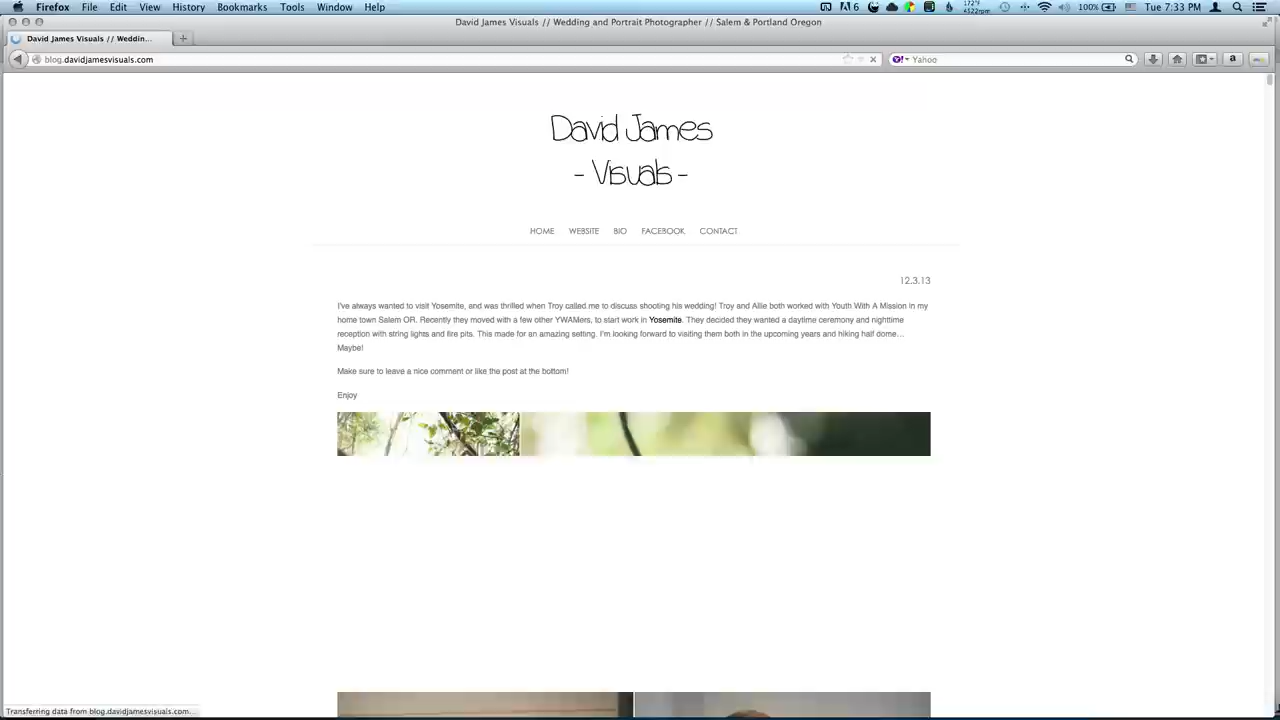 Firefox File Edit View History Bookmarks Tools Window Help 6 172°F 4122rpm 100% Tue 7:33 PM
David James Visuals // Wedding and Portrait Photographer // Salem & Portland Oregon
David James Visuals // Weddin...
blog.davidjamesvisuals.com Yahoo
David James
- Visuals -
HOME WEBSITE BIO FACEBOOK CONTACT
12.3.13
I've always wanted to visit Yosemite, and was thrilled when Troy called me to discuss shooting his wedding! Troy and Allie both worked with Youth With A Mission in my
home town Salem OR. Recently they moved with a few other YWAMers, to start work in Yosemite. They decided they wanted a daytime ceremony and nighttime
reception with string lights and fire pits. This made for an amazing setting. I'm looking forward to visiting them both in the upcoming years and hiking half dome...
Maybe!
Make sure to leave a nice comment or like the post at the bottom!
Enjoy
Transferring data from blog.davidjamesvisuals.com...